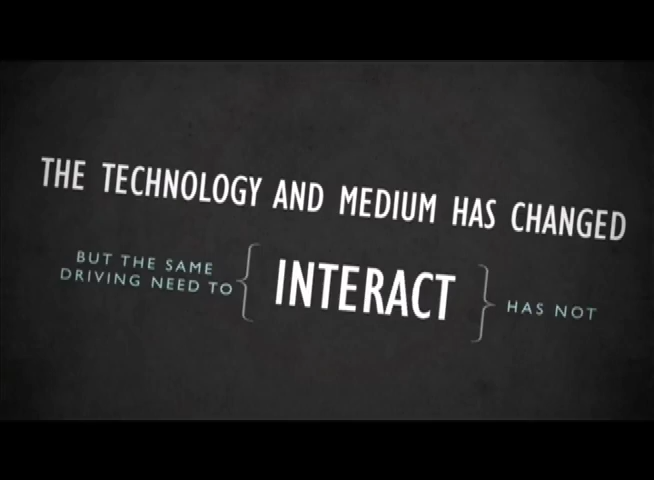 THE TECHNOLOGY AND MEDIUM HAS CHANGED
BUT THE SAME
DRIVING NEED TO { INTERACT } HAS NOT